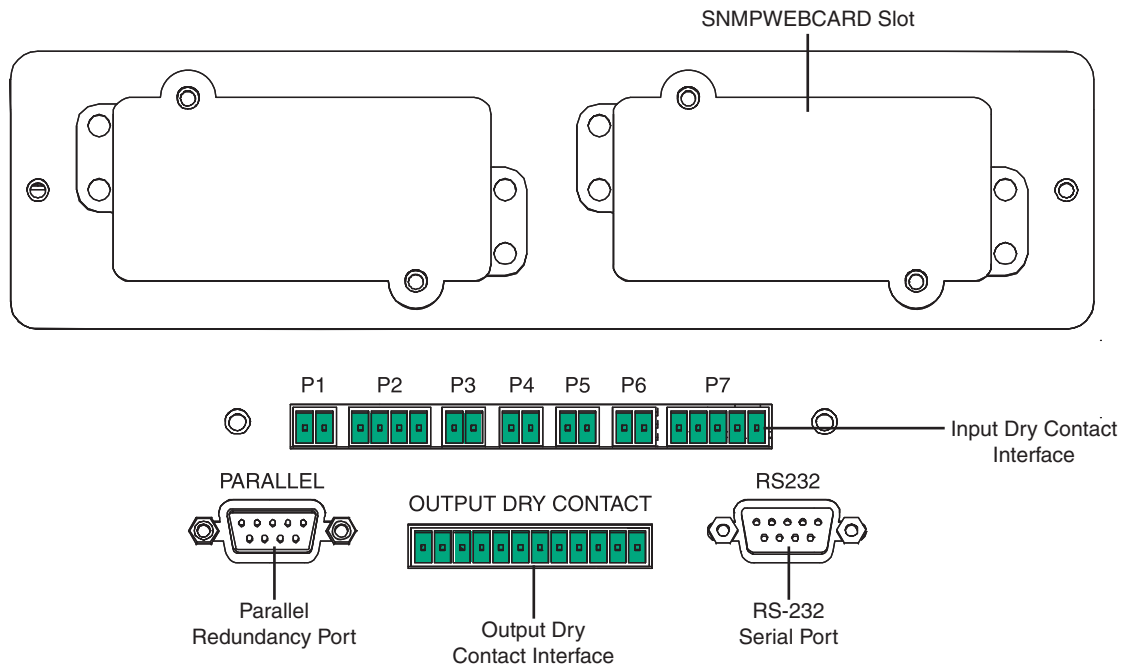 SNMPWEBCARD Slot
P1 P2 P3 P4 P5 P6 P7
Input Dry Contact
Interface
PARALLEL
OUTPUT DRY CONTACT
RS232
Parallel
Redundancy Port
Output Dry
Contact Interface
RS-232
Serial Port